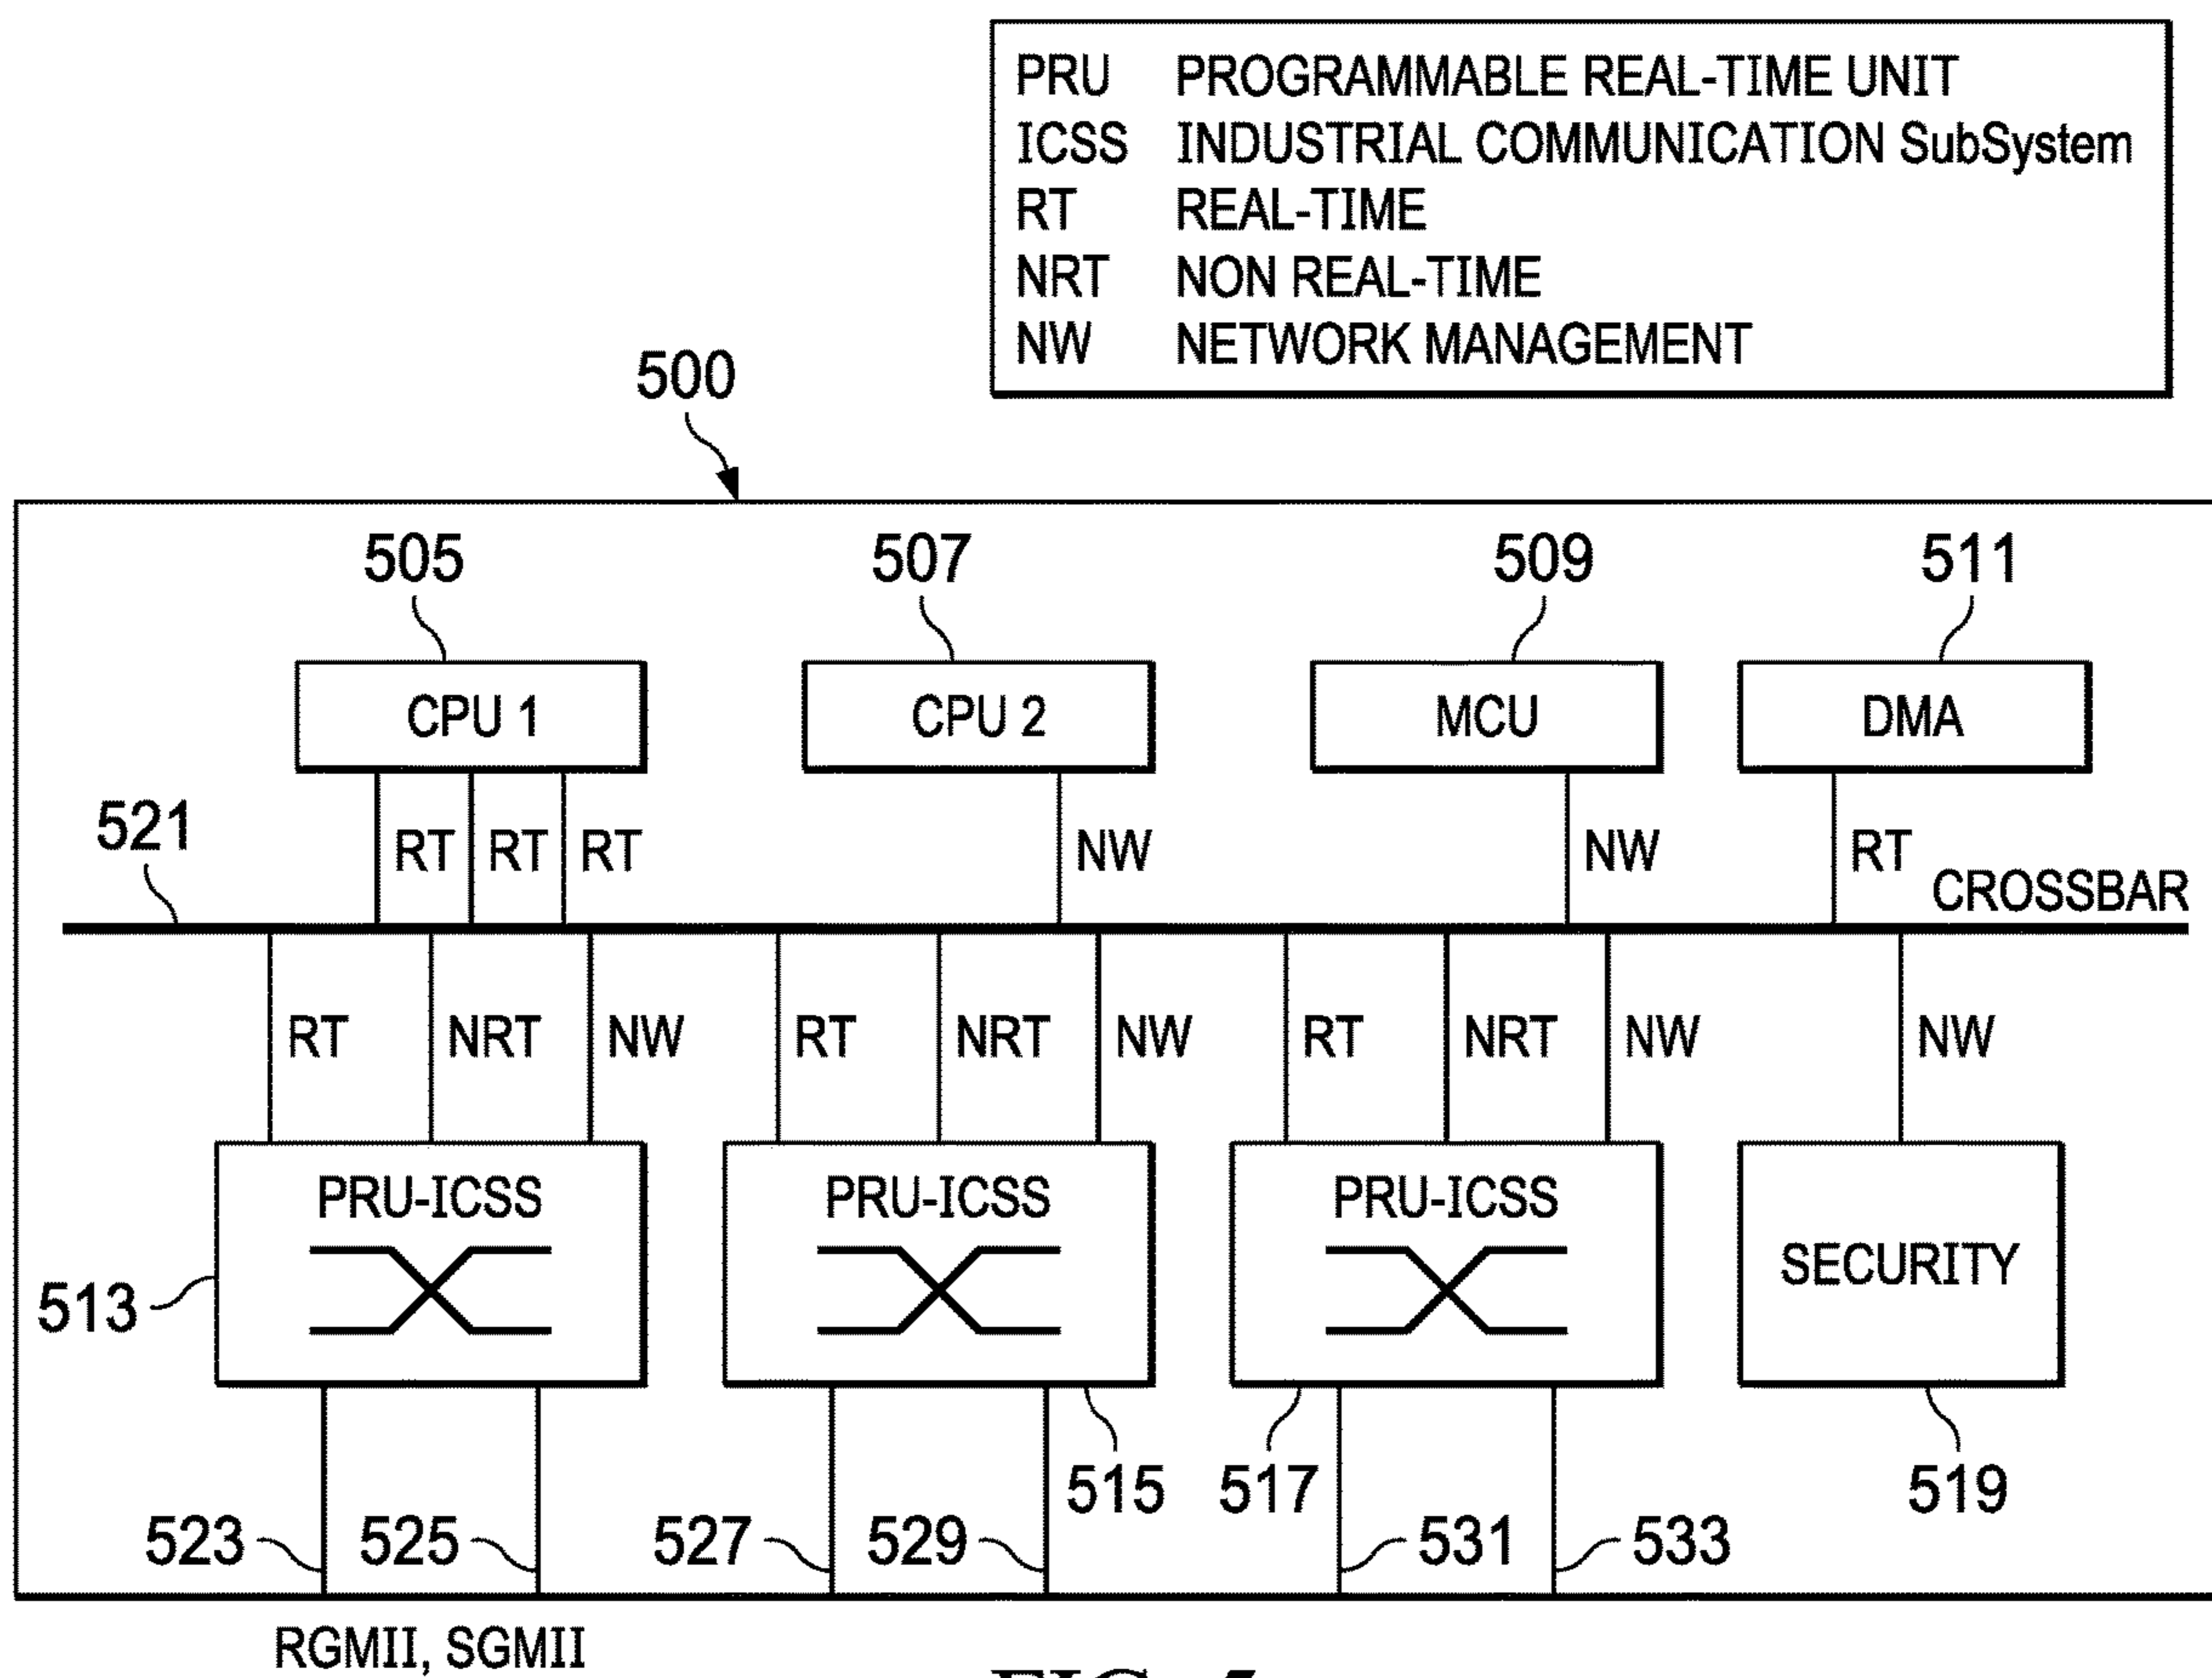 PRU PROGRAMMABLE REAL-TIME UNIT
ICSS INDUSTRIAL COMMUNICATION SubSystem
RT REAL-TIME
NRT NON REAL-TIME
NW NETWORK MANAGEMENT
500
505 507 509 511
CPU 1 CPU 2 MCU DMA
521 RT RT RT NW NW RT
CROSSBAR
RT NRT NW RT NRT NW RT NRT NW NW
PRU-ICSS PRU-ICSS PRU-ICSS
SECURITY
513
515 517 519
523 525 527 529 531 533
RGMII, SGMII